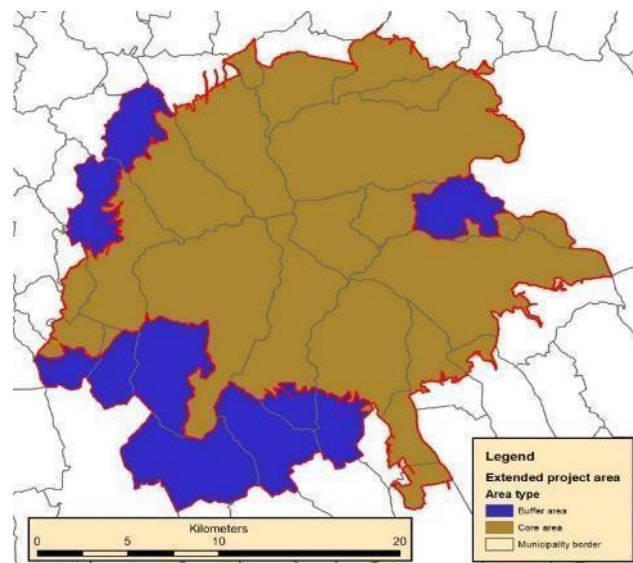 Legend
Extended project area
Area type
Buffer area
Core area
Municipality border
Kilometers
0 5 10 20